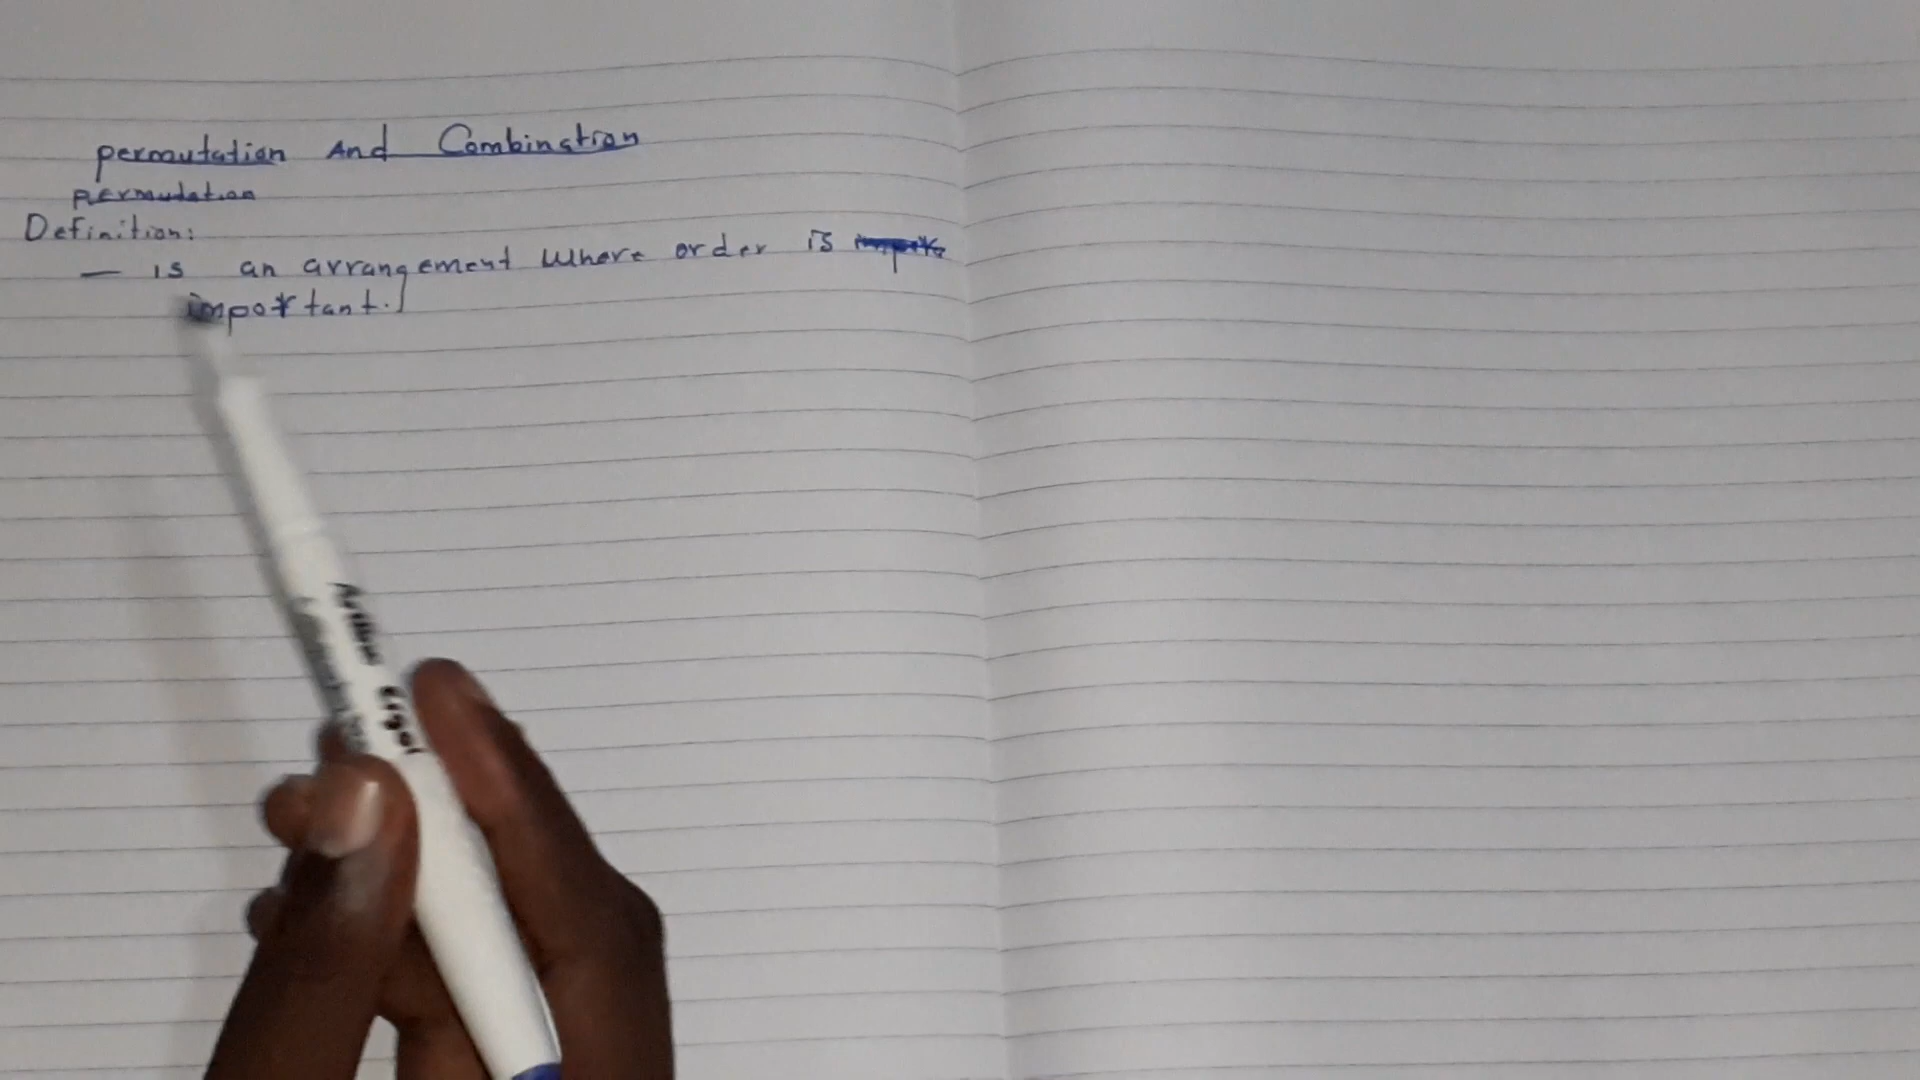 permutation And Combination
permutation
Definition:
— is an arrangement where order is
important.